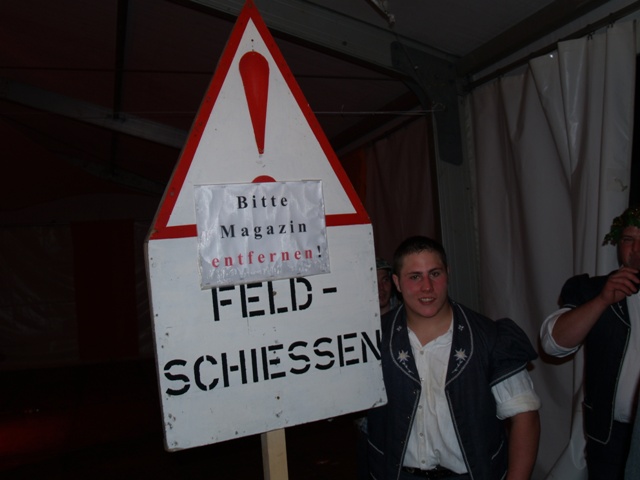 Bitte
Magazin
entfernen!
FELD-
SCHIESSEN